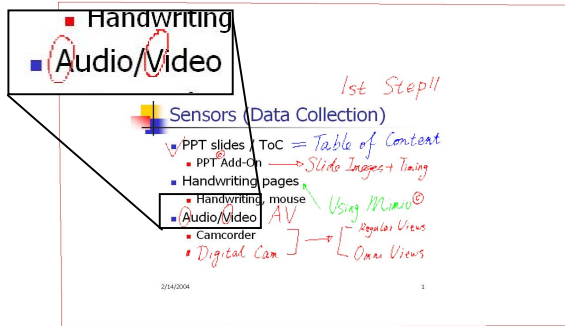 Handwriting
Audio/Video
1st Step!!
Sensors (Data Collection)
PPT slides / ToC = Table of Content
PPT Add-On © → Slide Images + Timing
Handwriting pages
Handwriting, mouse
Using Mimio ©
Audio/Video AV
Camcorder → Regular Views
Digital Cam Omni Views
2/14/2004 1